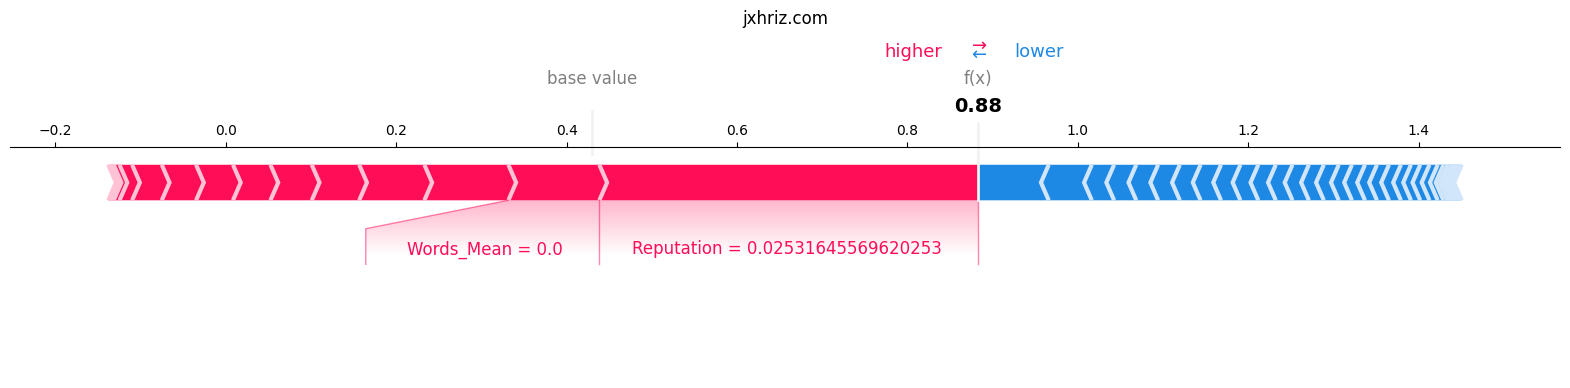 jxhriz.com
higher ⇄ lower
base value f(x)
0.88
−0.2 0.0 0.2 0.4 0.6 0.8 1.0 1.2 1.4
Words_Mean = 0.0 Reputation = 0.02531645569620253